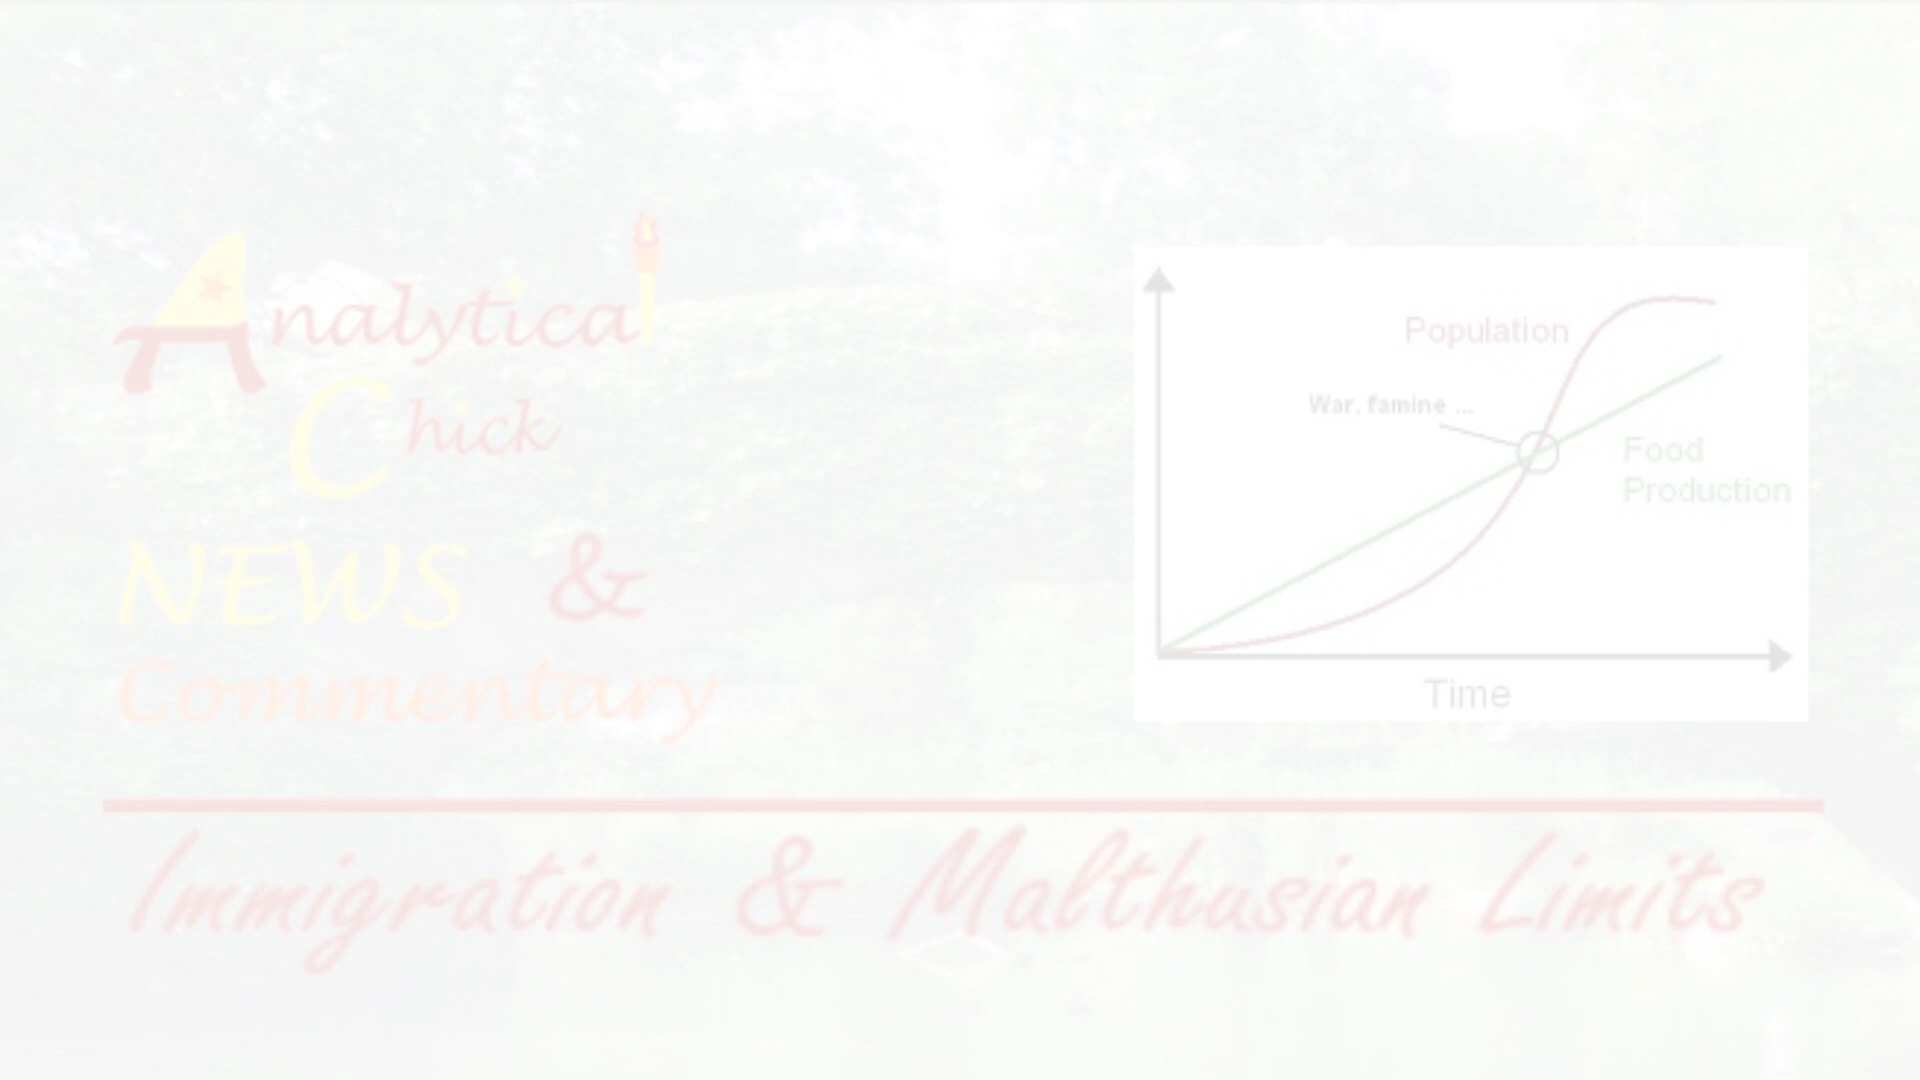 Analytical
Chick
NEWS &
Commentary
Population
War, famine ...
Food
Production
Time
Immigration & Malthusian Limits